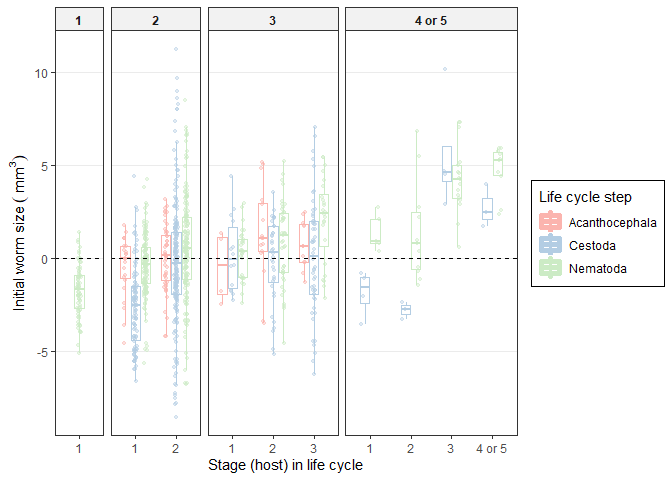 1 2 3 4 or 5
10
5
0
-5
Initial worm size ( mm³)
1 1 2 1 2 3 1 2 3 4 or 5
Stage (host) in life cycle
Life cycle step
Acanthocephala
Cestoda
Nematoda